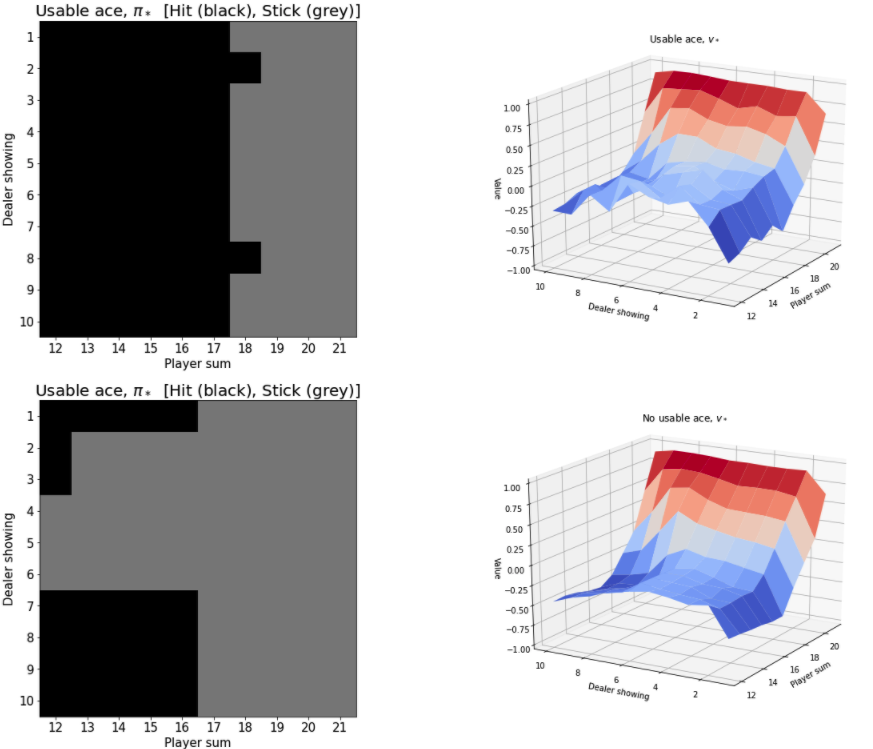 Usable ace, π* [Hit (black), Stick (grey)]
Dealer showing
1
2
3
4
5
6
7
8
9
10
12 13 14 15 16 17 18 19 20 21
Player sum
Usable ace, v*
1.00
0.75
0.50
0.25
0.00
−0.25
−0.50
−0.75
−1.00
Value
10 8 6 4 2
Dealer showing
12 14 16 18 20
Player sum
Usable ace, π* [Hit (black), Stick (grey)]
Dealer showing
1
2
3
4
5
6
7
8
9
10
12 13 14 15 16 17 18 19 20 21
Player sum
No usable ace, v*
1.00
0.75
0.50
0.25
0.00
−0.25
−0.50
−0.75
−1.00
Value
10 8 6 4 2
Dealer showing
12 14 16 18 20
Player sum